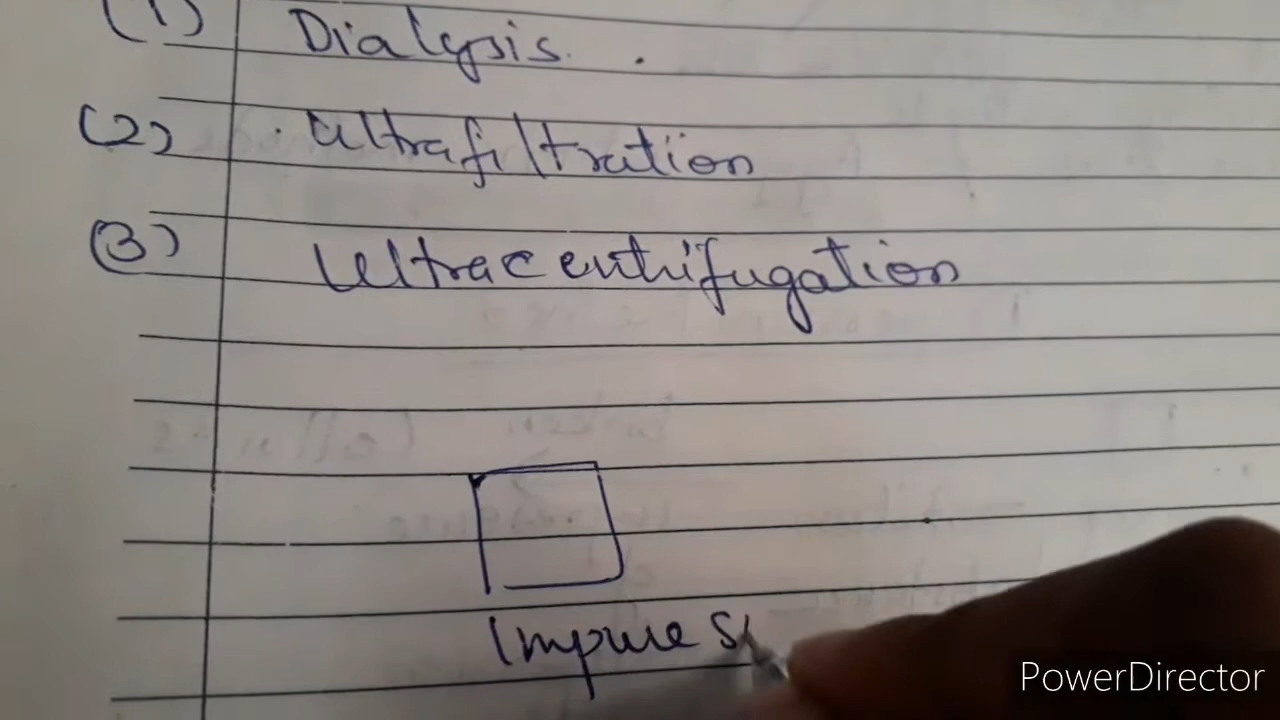 (1) Dialysis.
(2) Ultrafiltration
(3) Ultracentrifugation
Impure
PowerDirector